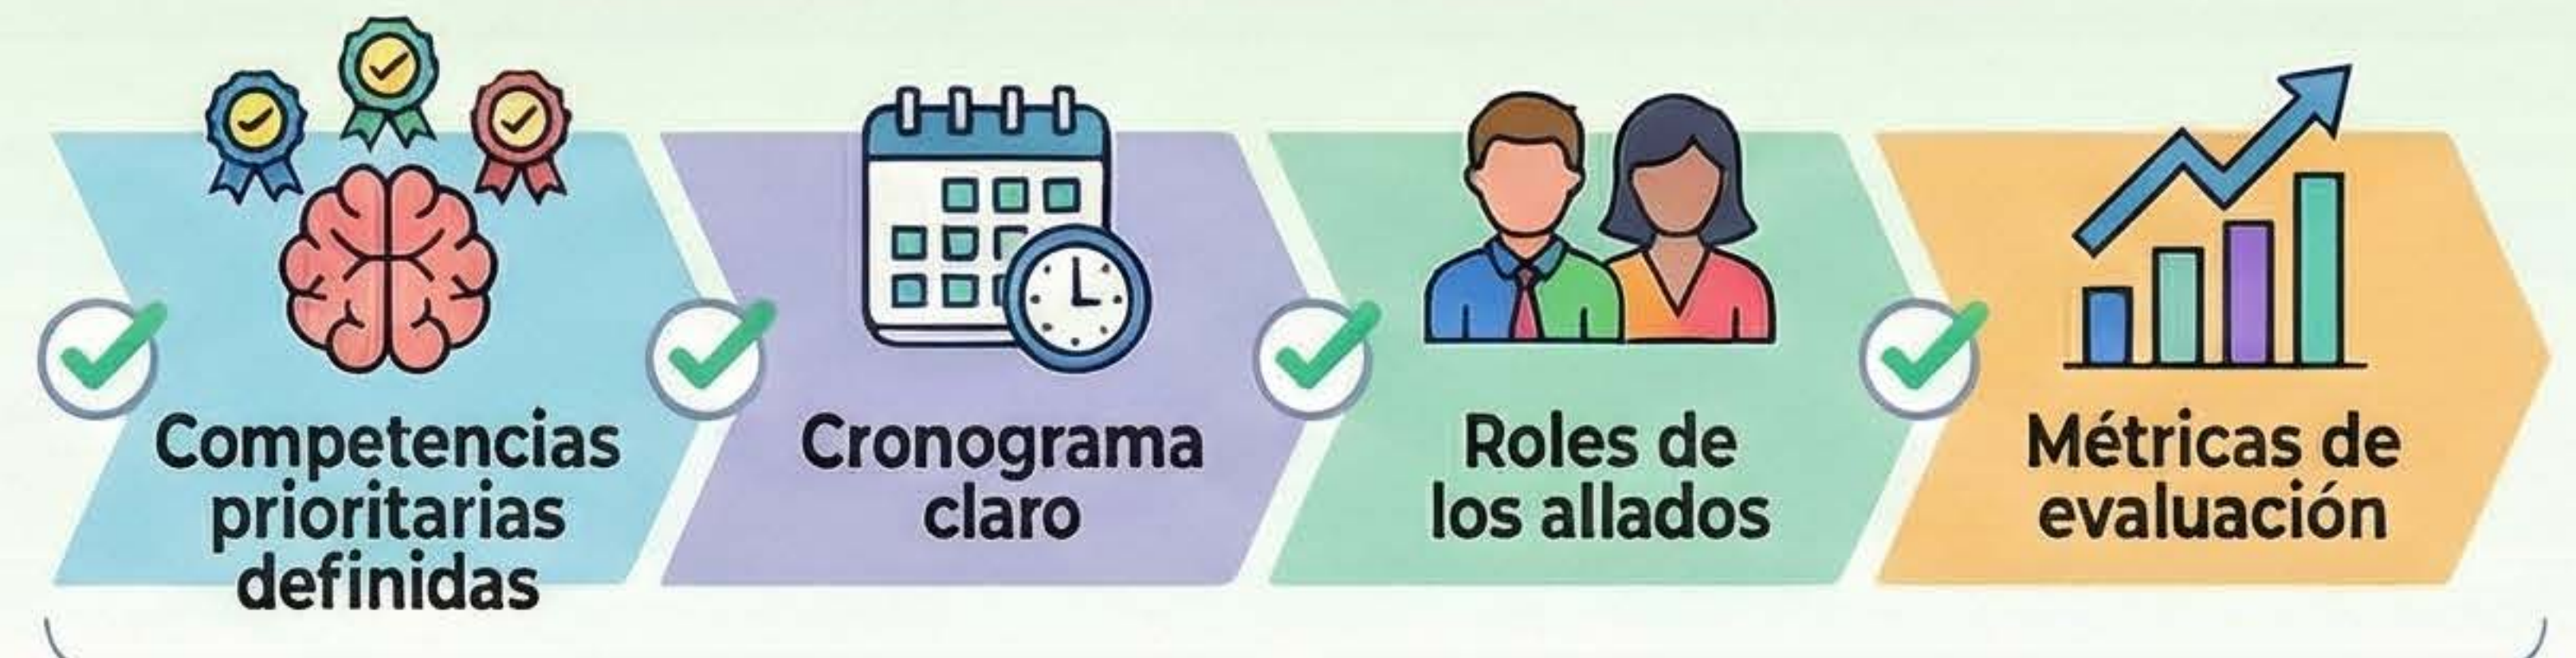 Competencias
prioritarias
definidas
Cronograma
claro
Roles de
los allados
Métricas de
evaluación